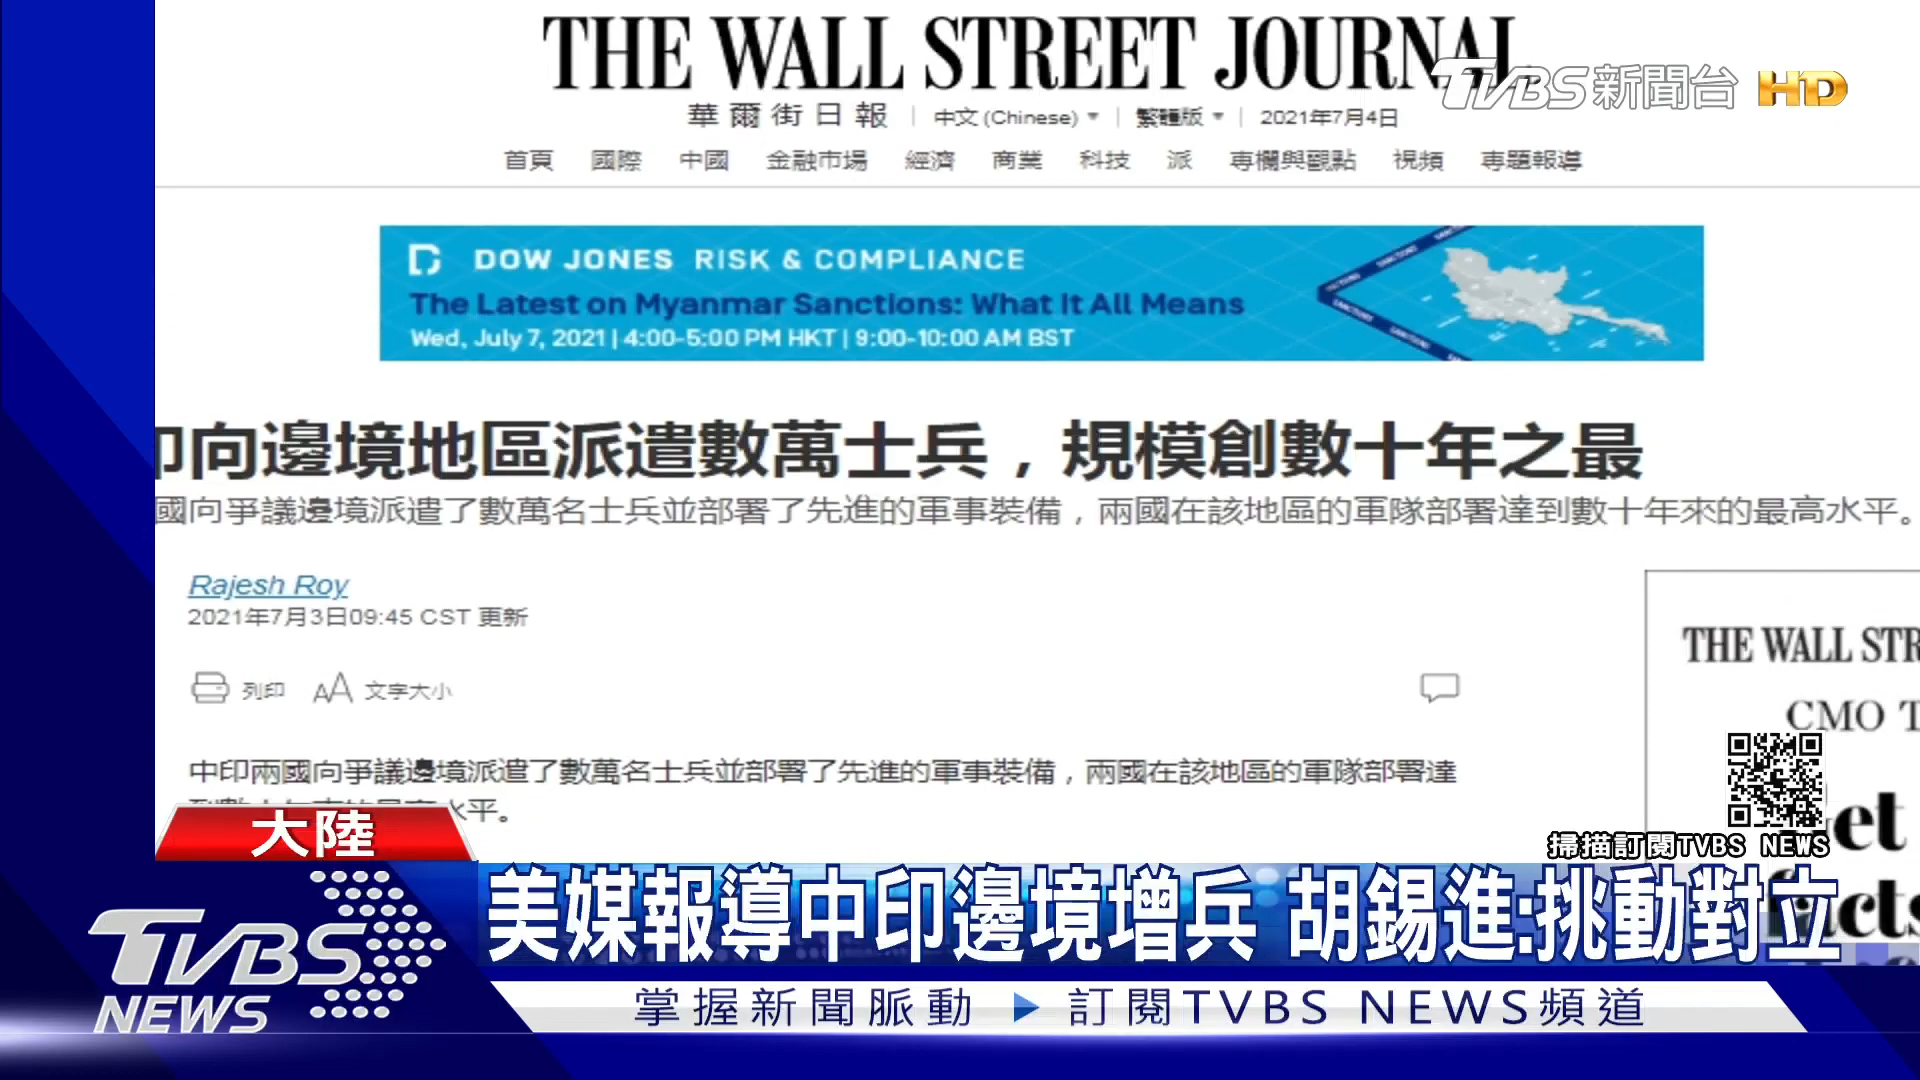 THE WALL STREET JOURNAL
TVBS新聞台 HD
華爾街日報 | 中文 (Chinese) | 繁體版 | 2021年7月4日
首頁 國際 中國 金融市場 經濟 商業 科技 派 專欄與觀點 視頻 專題報導
DOW JONES RISK & COMPLIANCE
The Latest on Myanmar Sanctions: What It All Means
Wed, July 7, 2021 | 4:00-5:00 PM HKT | 9:00-10:00 AM BST
印向邊境地區派遣數萬士兵，規模創數十年之最
國向爭議邊境派遣了數萬名士兵並部署了先進的軍事裝備，兩國在該地區的軍隊部署達到數十年來的最高水平。
Rajesh Roy
2021年7月3日09:45 CST 更新
列印 AA 文字大小
THE WALL STR
CMO T
中印兩國向爭議邊境派遣了數萬名士兵並部署了先進的軍事裝備，兩國在該地區的軍隊部署達
水平。
大陸
掃描訂閱TVBS NEWS
美媒報導中印邊境增兵 胡錫進:挑動對立
TVBS
NEWS
掌握新聞脈動 ▶ 訂閱TVBS NEWS頻道